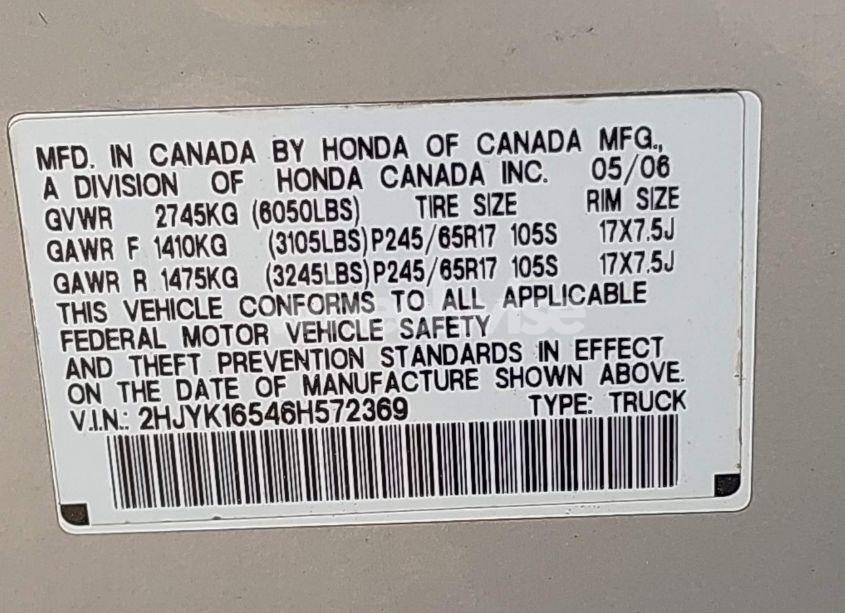 MFD. IN CANADA BY HONDA OF CANADA MFG.,
A DIVISION OF HONDA CANADA INC. 05/06
GVWR 2745KG (6050LBS) TIRE SIZE RIM SIZE
GAWR F 1410KG (3105LBS) P245/65R17 105S 17X7.5J
GAWR R 1475KG (3245LBS) P245/65R17 105S 17X7.5J
THIS VEHICLE CONFORMS TO ALL APPLICABLE
FEDERAL MOTOR VEHICLE SAFETY
AND THEFT PREVENTION STANDARDS IN EFFECT
ON THE DATE OF MANUFACTURE SHOWN ABOVE.
V.I.N.: 2HJYK16546H572369 TYPE: TRUCK